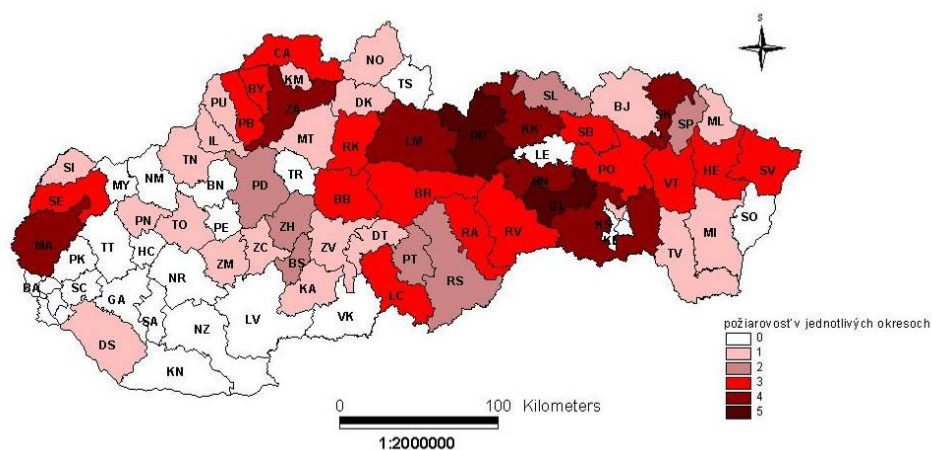 S
CA
NO
KM
TS
BY
ZA
PU
DK
SL
BJ
SK
SP
ML
PB
IL
MT
RK
LM
PP
KK
SB
LE
PO
HE
SV
VT
TN
SI
MY
NM
BN
PD
TR
SN
GL
SE
BB
BR
SO
PN
TO
PE
ZH
KS
KE
MA
TT
HC
ZC
ZV
DT
RA
RV
MI
TV
PK
ZM
BS
PT
BA
SC
NR
KA
RS
GA
LC
SA
NZ
LV
VK
DS
KN
požiarovosť v jednotlivých okresoch
0
1
2
3
4
5
0 100 Kilometers
1:2000000